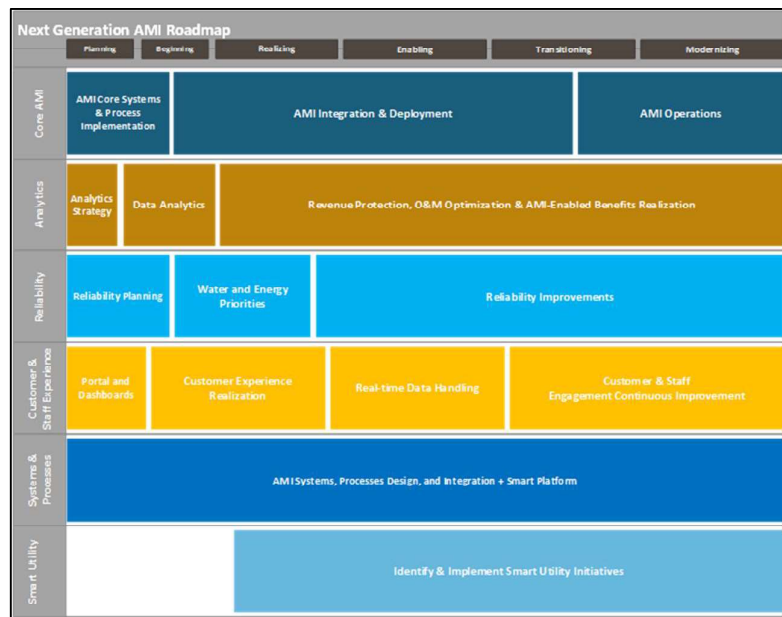 Next Generation AMI Roadmap
Planning Beginning Realizing Enabling Transitioning Modernizing
Core AMI
AMI Core Systems
& Process
Implementation
AMI Integration & Deployment
AMI Operations
Analytics
Analytics
Strategy
Data Analytics
Revenue Protection, O&M Optimization & AMI-Enabled Benefits Realization
Reliability
Reliability Planning
Water and Energy
Priorities
Reliability Improvements
Customer &
Staff Experience
Portal and
Dashboards
Customer Experience
Realization
Real-time Data Handling
Customer & Staff
Engagement Continuous Improvement
Systems &
Processes
AMI Systems, Processes Design, and Integration + Smart Platform
Smart Utility
Identify & Implement Smart Utility Initiatives